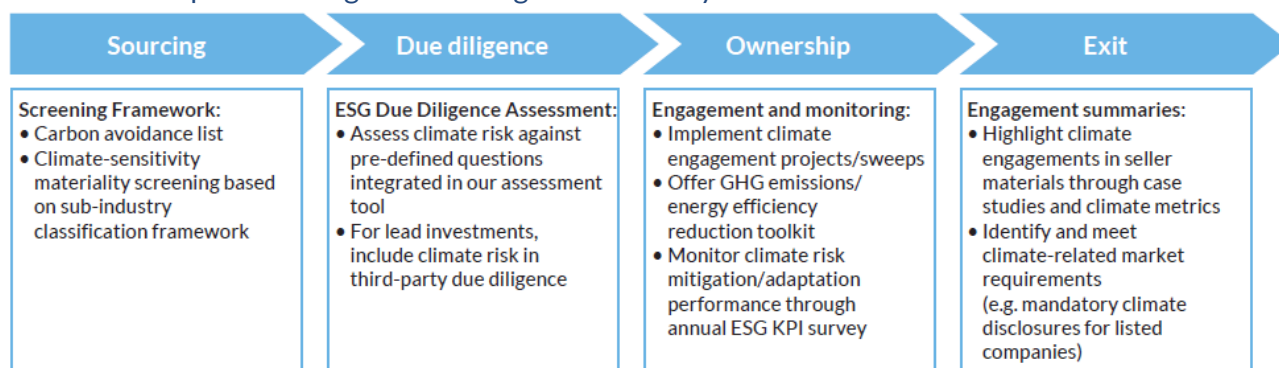 Sourcing
Due diligence
Ownership
Exit
Screening Framework:
• Carbon avoidance list
• Climate-sensitivity
materiality screening based
on sub-industry
classification framework
ESG Due Diligence Assessment:
• Assess climate risk against
pre-defined questions
integrated in our assessment
tool
• For lead investments,
include climate risk in
third-party due diligence
Engagement and monitoring:
• Implement climate
engagement projects/sweeps
• Offer GHG emissions/
energy efficiency
reduction toolkit
• Monitor climate risk
mitigation/adaptation
performance through
annual ESG KPI survey
Engagement summaries:
• Highlight climate
engagements in seller
materials through case
studies and climate metrics
• Identify and meet
climate-related market
requirements
(e.g. mandatory climate
disclosures for listed
companies)